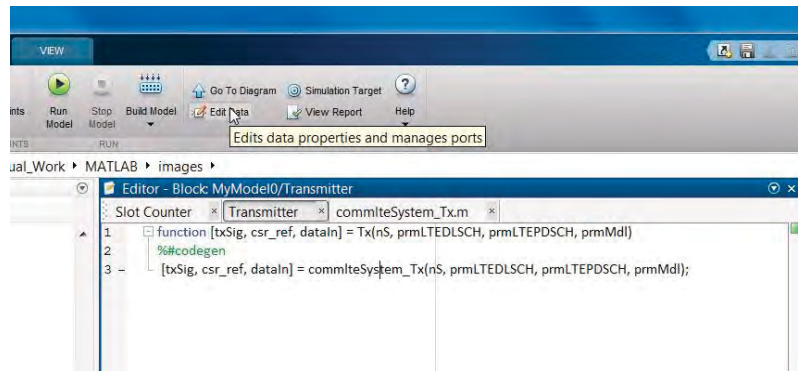 VIEW
Go To Diagram Simulation Target
ints Run Model Stop Model Build Model Edit Data View Report Help
NTS RUN
Edits data properties and manages ports
ual_Work MATLAB images
Editor - Block: MyModel0/Transmitter
Slot Counter × Transmitter × commlteSystem_Tx.m ×
1 function [txSig, csr_ref, dataIn] = Tx(nS, prmLTEDLSCH, prmLTEPDSCH, prmMdl)
2 %#codegen
3 – [txSig, csr_ref, dataIn] = commlteSystem_Tx(nS, prmLTEDLSCH, prmLTEPDSCH, prmMdl);